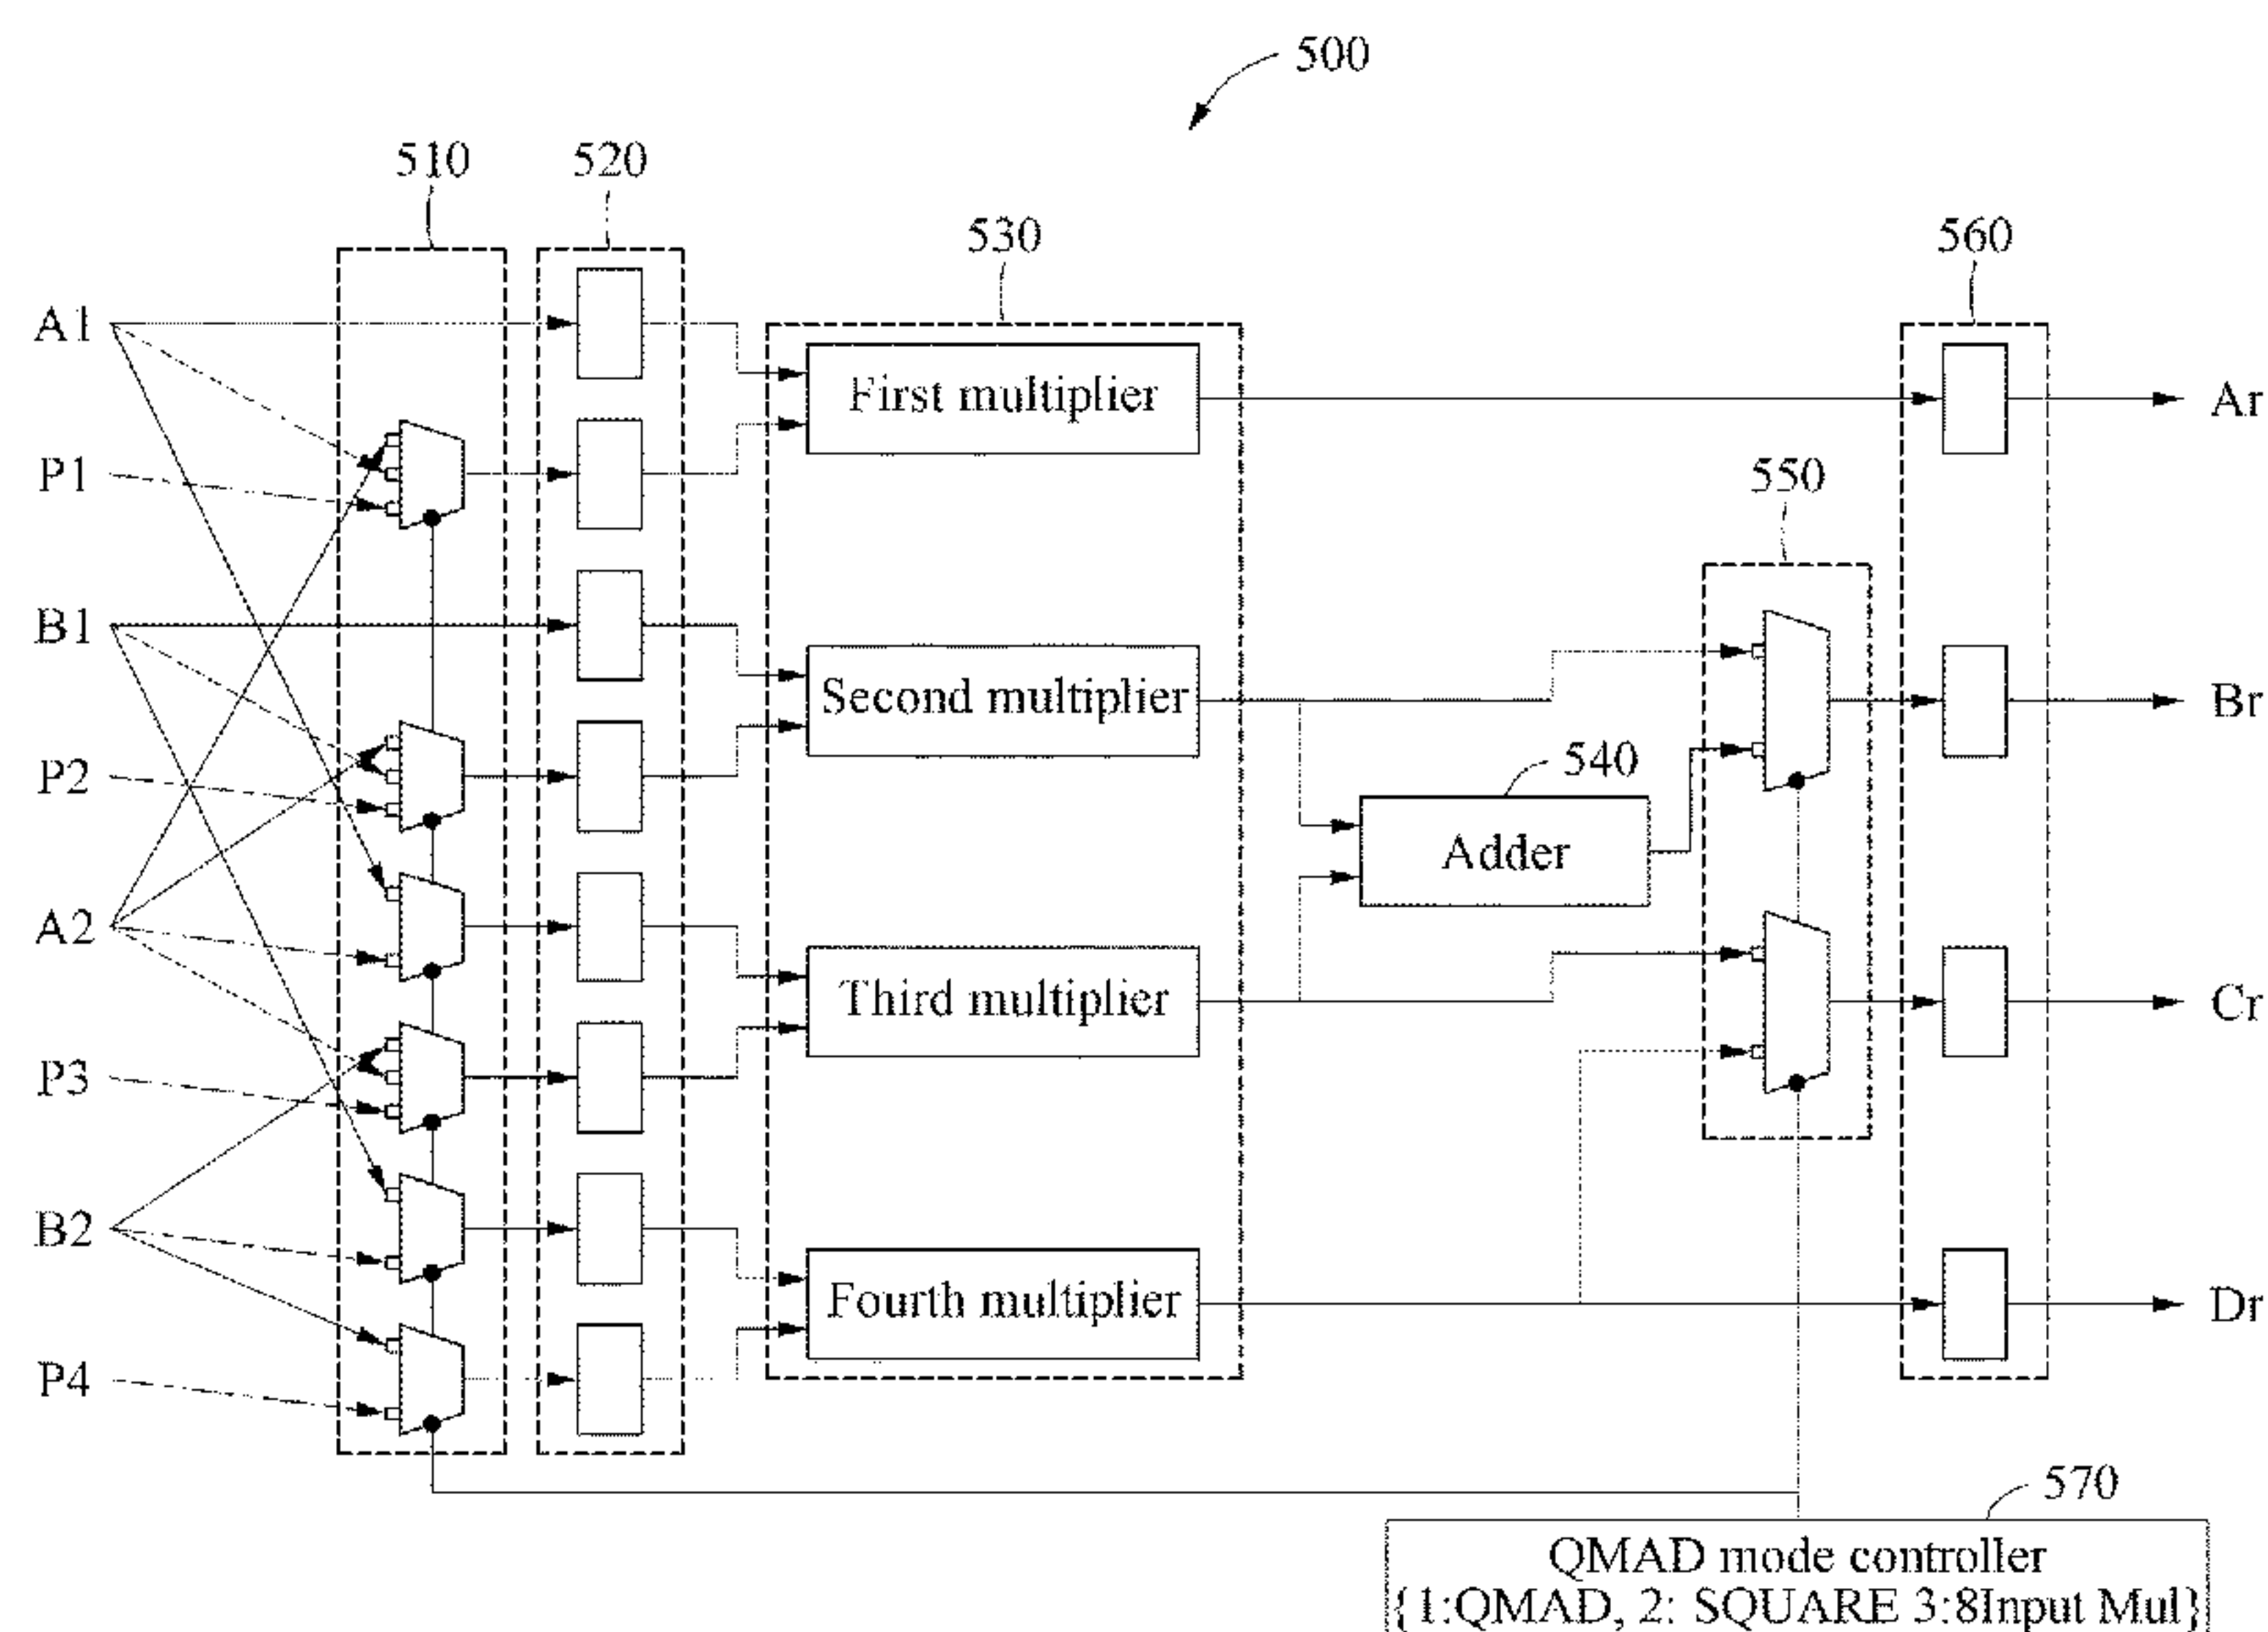 500
510
520
530
560
A1
First multiplier
Ar
P1
550
B1
Second multiplier
Br
P2
540
Adder
A2
Third multiplier
Cr
P3
B2
Fourth multiplier
Dr
P4
570
QMAD mode controller
{1:QMAD, 2: SQUARE 3:8Input Mul}